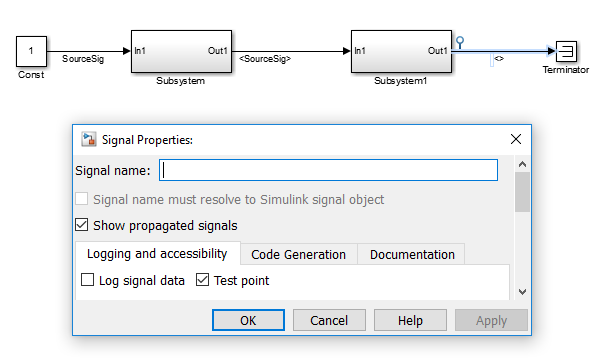 1
SourceSig
In1
Out1
<SourceSig>
In1
Out1
<>
Const
Subsystem
Subsystem1
Terminator
Signal Properties:
Signal name:
Signal name must resolve to Simulink signal object
Show propagated signals
Logging and accessibility
Code Generation
Documentation
Log signal data
Test point
OK
Cancel
Help
Apply